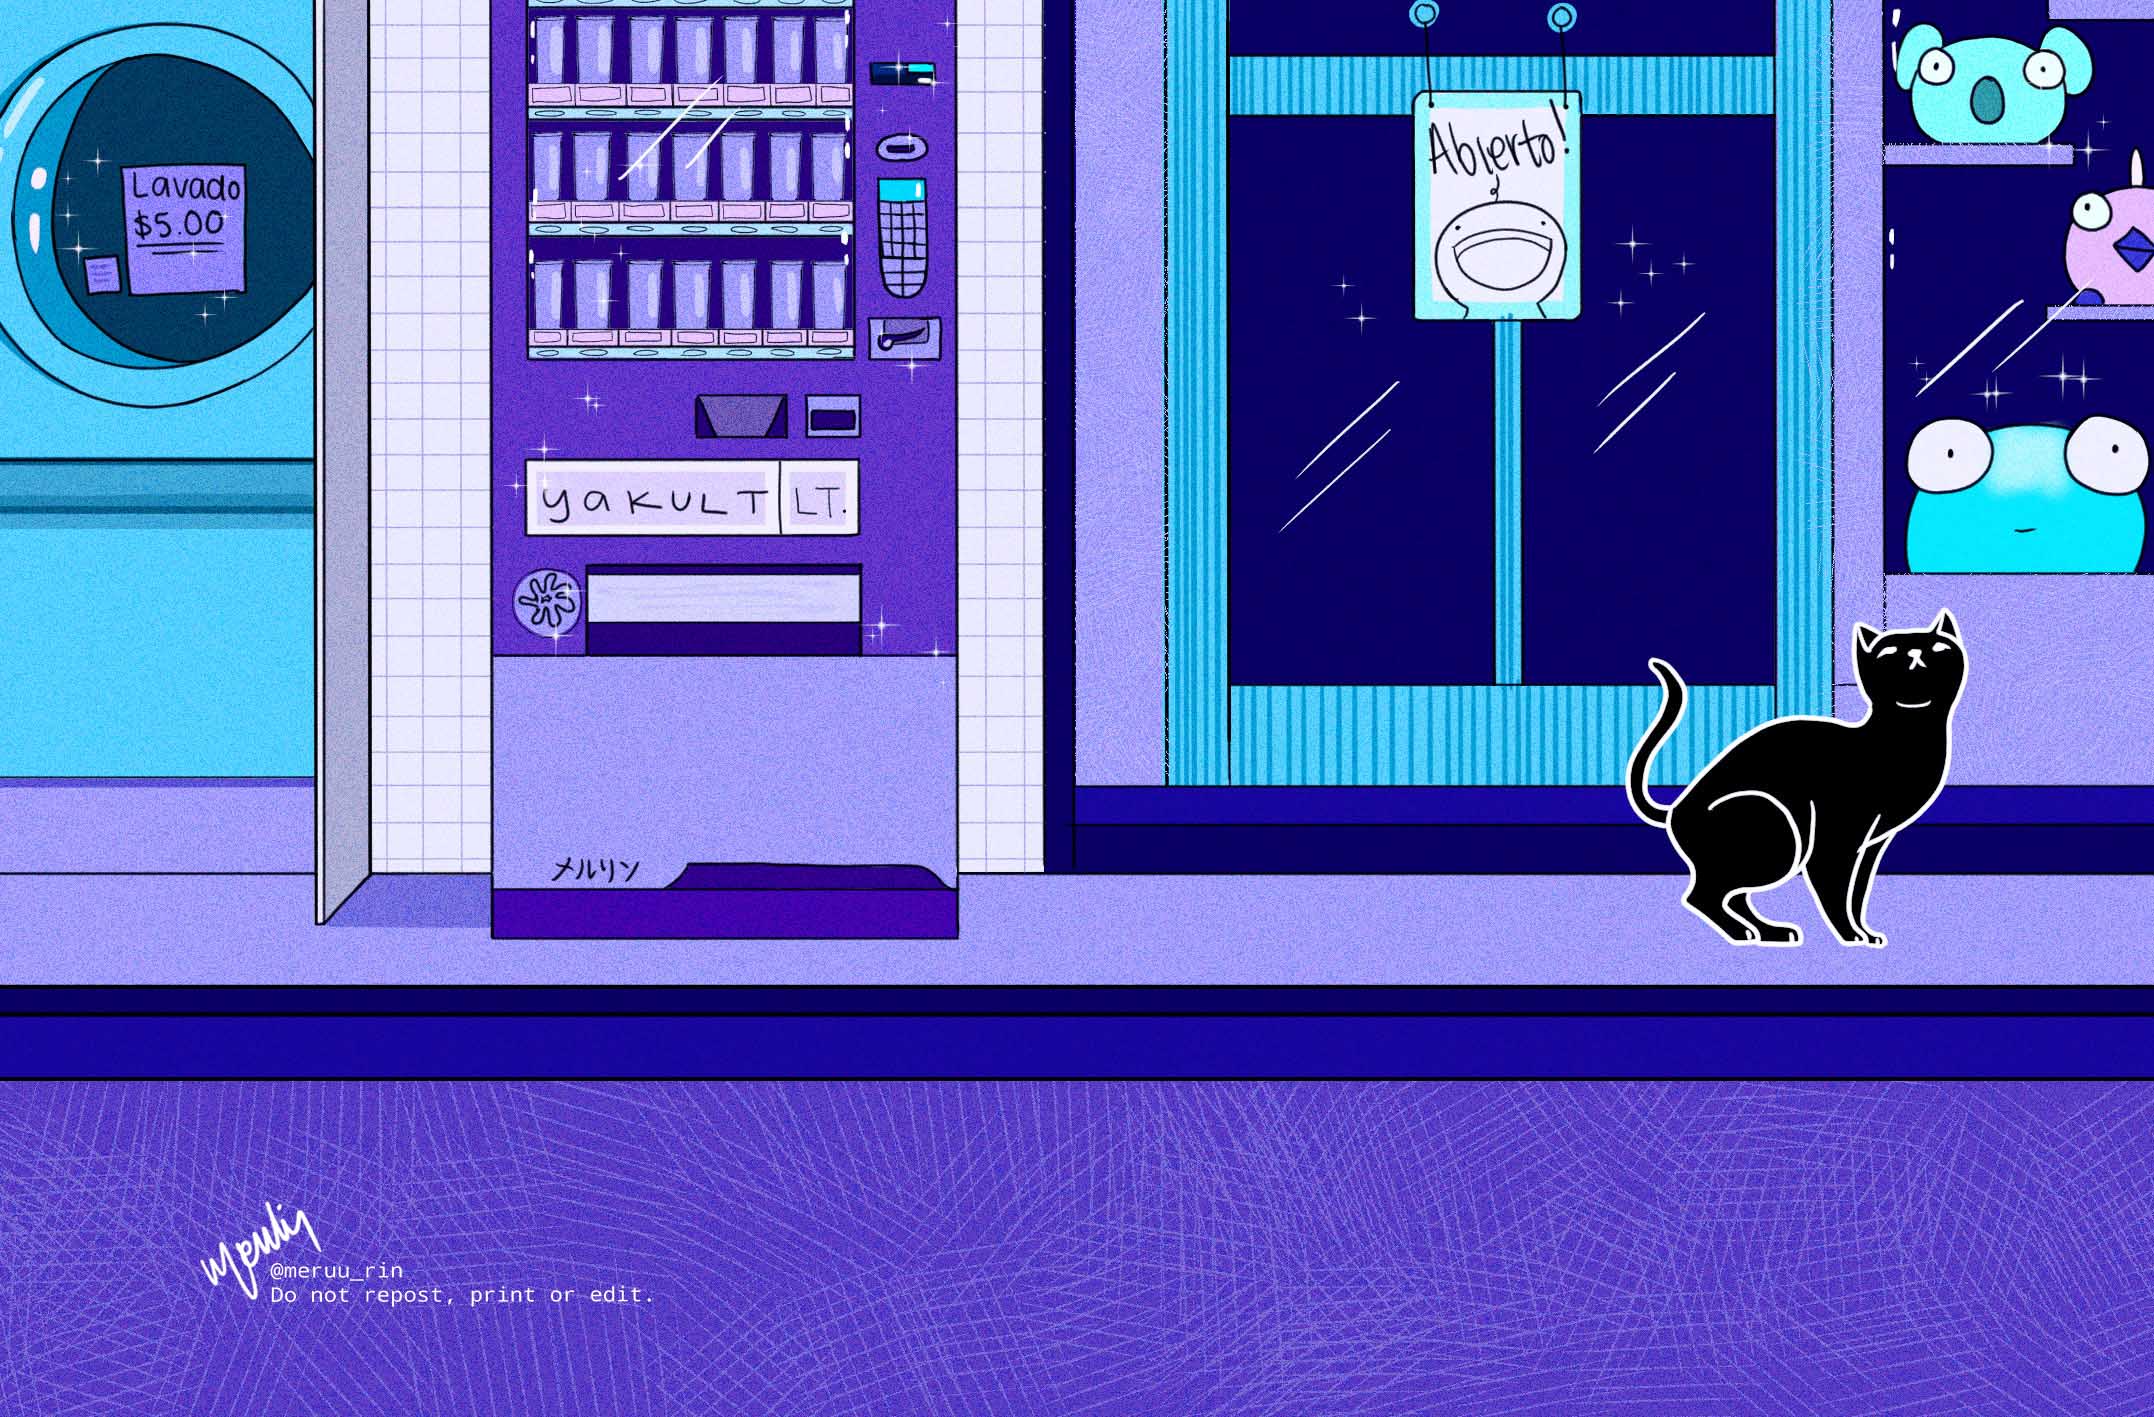 Lavado
$5.00
Abierto!
yaKULT LT.
メルリン
@meruu_rin
Do not repost, print or edit.